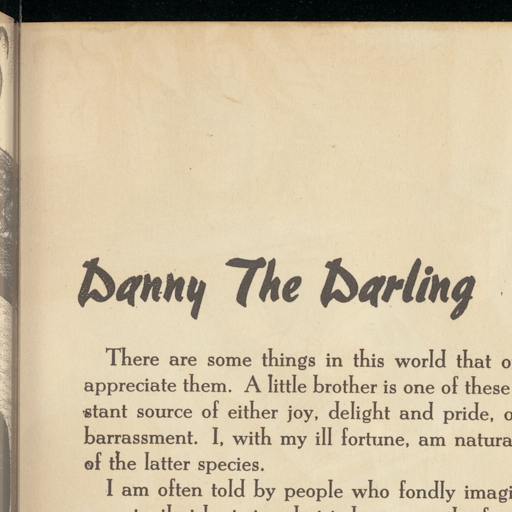 Danny The Darling
There are some things in this world that
appreciate them. A little brother is one of these
stant source of either joy, delight and pride,
barrassment. I, with my ill fortune, am
of the latter species.
I am often told by people who fondly